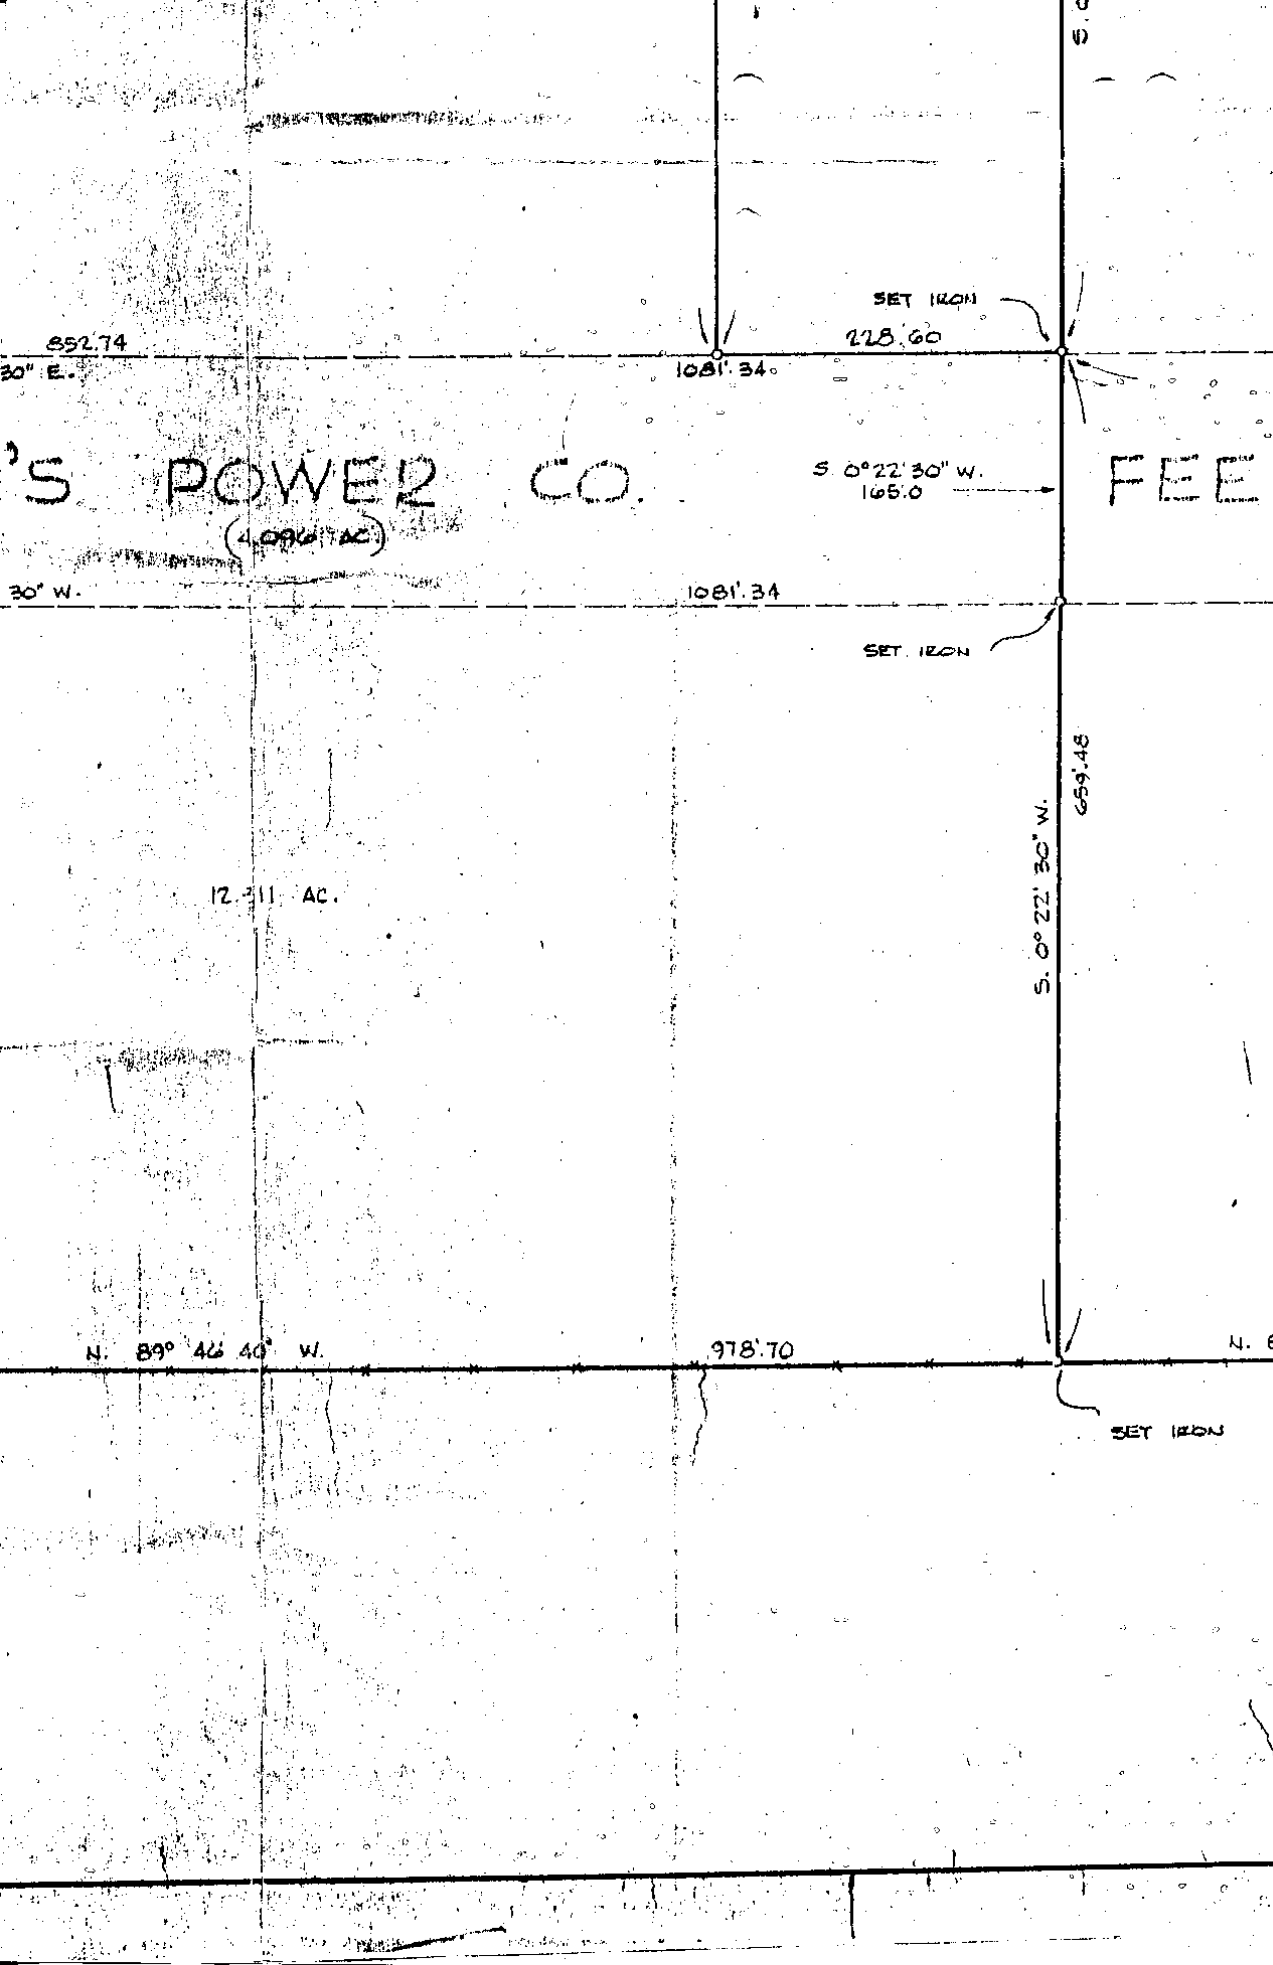 S.
SET IRON
852.74
228'.60
30" E.
1081'.34
'S POWER CO. FEE
S. 0° 22' 30" W.
165.0
(4.096 AC.)
30" W.
1081'.34
SET IRON
659'.48
S. 0° 22' 30" W.
AC.
N. 89° 46' 40" W.
978'.70
N.
SET IRON